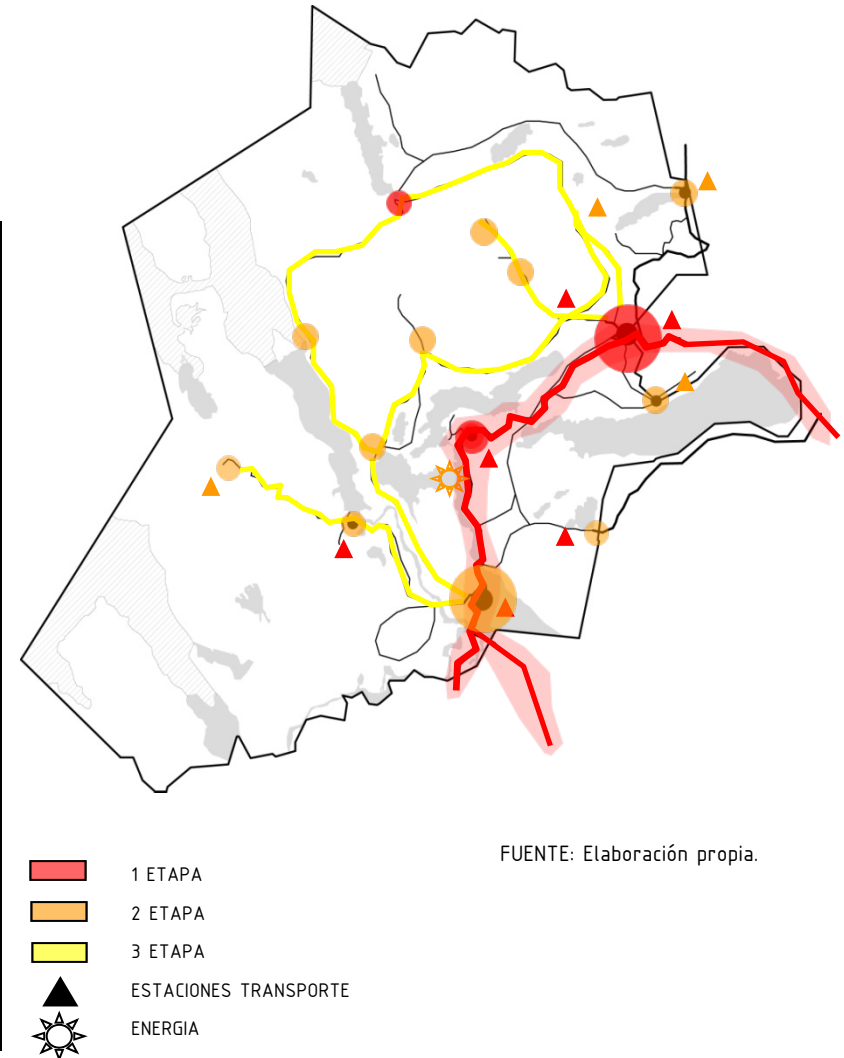 FUENTE: Elaboración propia.
1 ETAPA
2 ETAPA
3 ETAPA
ESTACIONES TRANSPORTE
ENERGIA